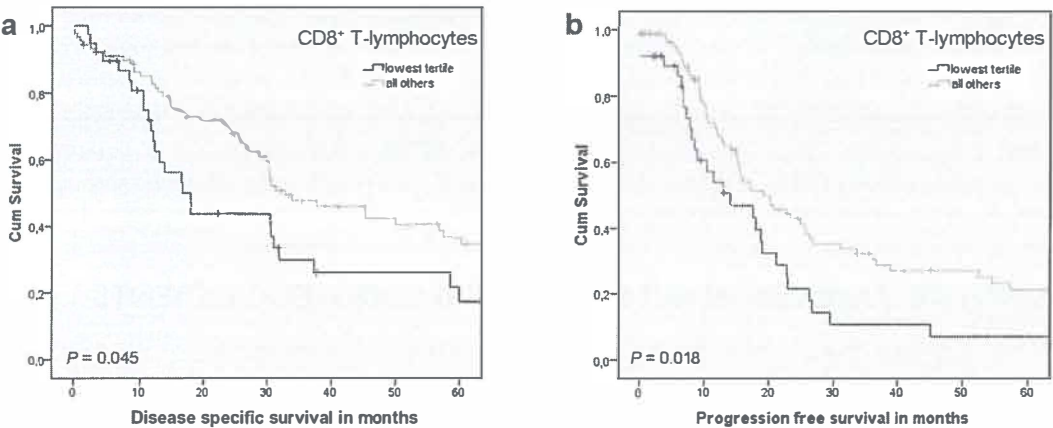 a
CD8⁺ T-lymphocytes
lowest tertile
all others
Cum Survival
1,0
0,8
0,6
0,4
0,2
0,0
P = 0.045
0 10 20 30 40 50 60
Disease specific survival in months
b
CD8⁺ T-lymphocytes
lowest tertile
all others
Cum Survival
1,0
0,8
0,6
0,4
0,2
0,0
P = 0.018
0 10 20 30 40 50 60
Progression free survival in months